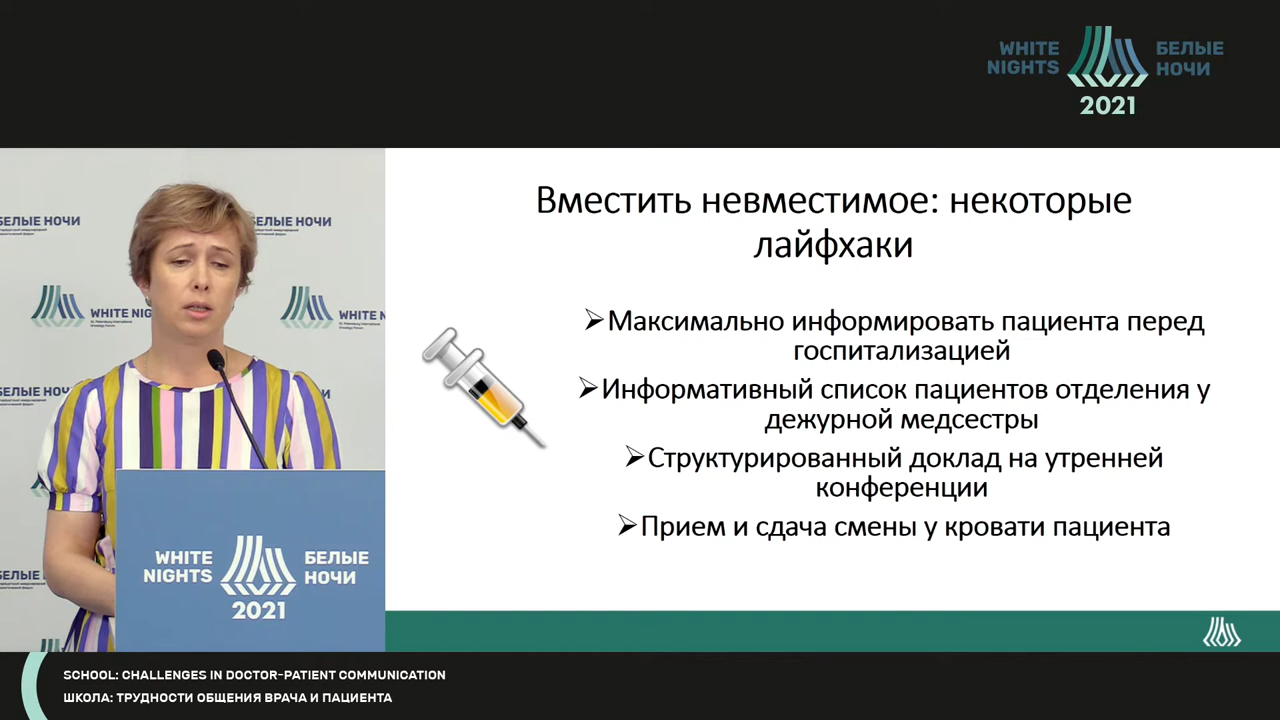 WHITE NIGHTS
БЕЛЫЕ НОЧИ
2021
БЕЛЫЕ НОЧИ
БЕЛЫЕ НОЧИ
WHITE
WHITE NIGHTS
БЕЛЫЕ
WHITE NIGHTS
БЕЛЫЕ НОЧИ
2021
Вместить невместимое: некоторые
лайфхаки
➢Максимально информировать пациента перед
госпитализацией
➢Информативный список пациентов отделения у
дежурной медсестры
➢Структурированный доклад на утренней
конференции
➢Прием и сдача смены у кровати пациента
SCHOOL: CHALLENGES IN DOCTOR-PATIENT COMMUNICATION
ШКОЛА: ТРУДНОСТИ ОБЩЕНИЯ ВРАЧА И ПАЦИЕНТА